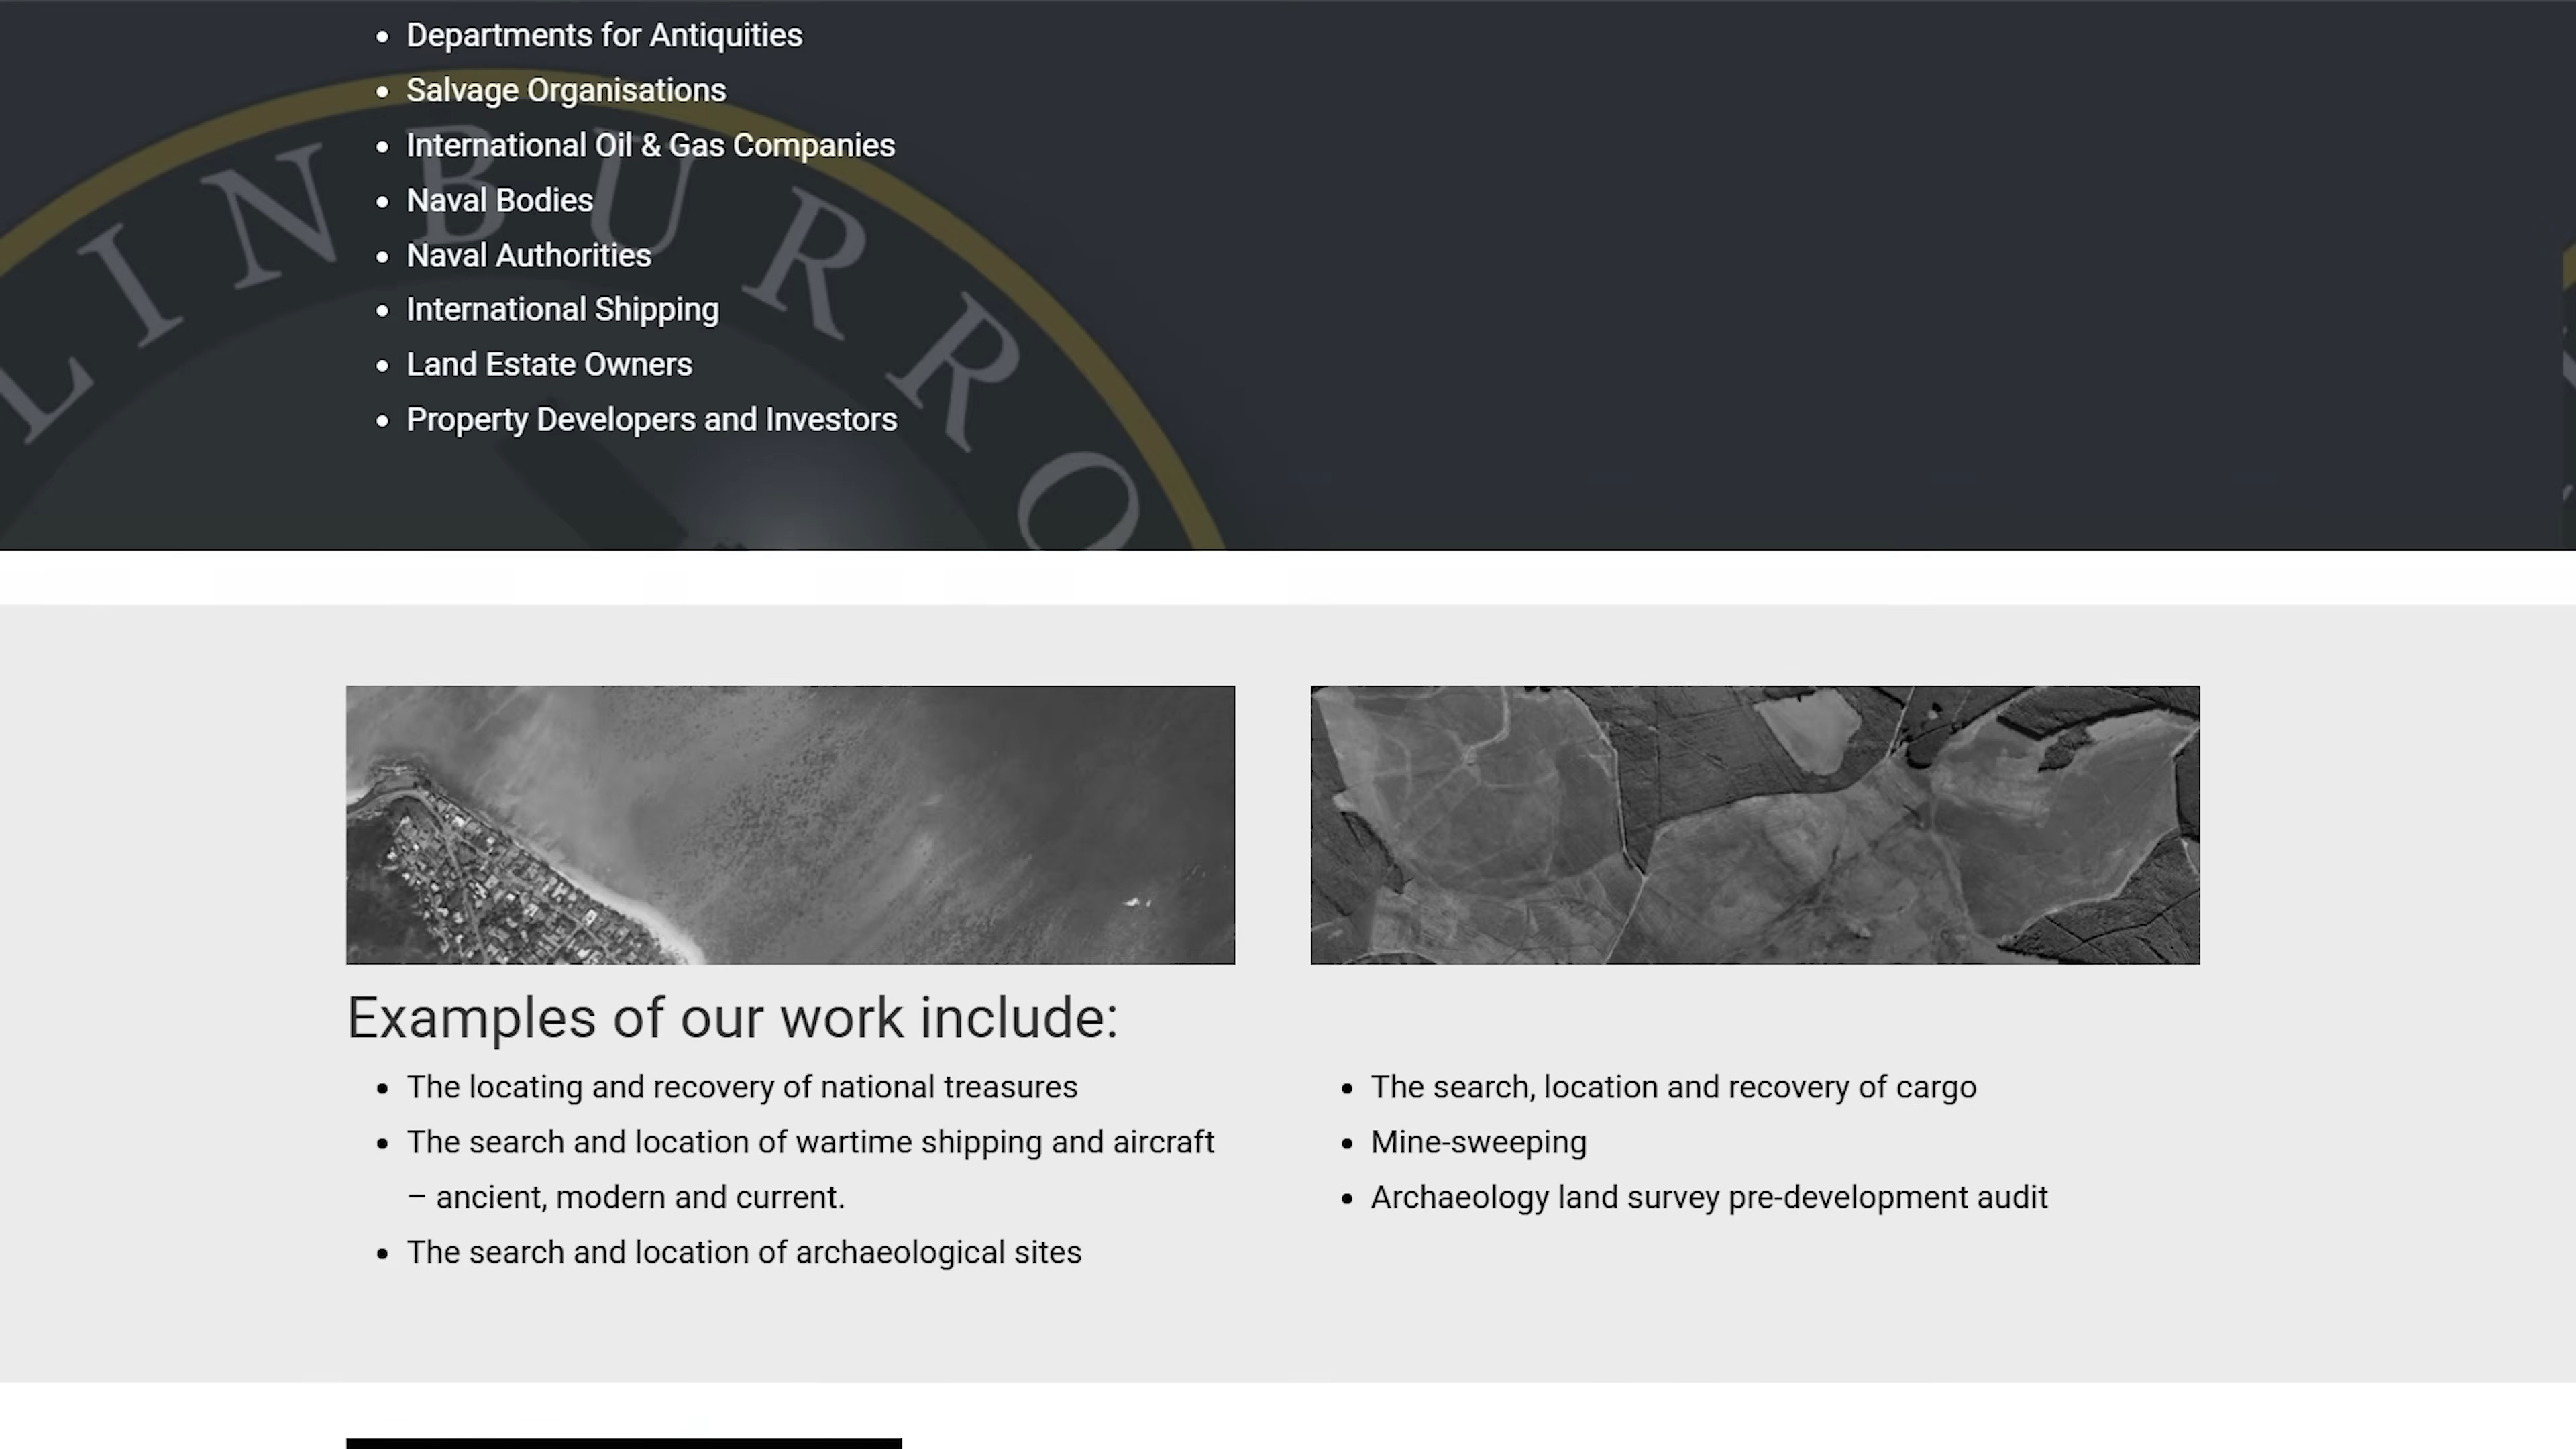 Departments for Antiquities
Salvage Organisations
International Oil & Gas Companies
Naval Bodies
Naval Authorities
International Shipping
Land Estate Owners
Property Developers and Investors
LINBURRO
Examples of our work include:
The locating and recovery of national treasures
The search and location of wartime shipping and aircraft
– ancient, modern and current.
The search and location of archaeological sites
The search, location and recovery of cargo
Mine-sweeping
Archaeology land survey pre-development audit